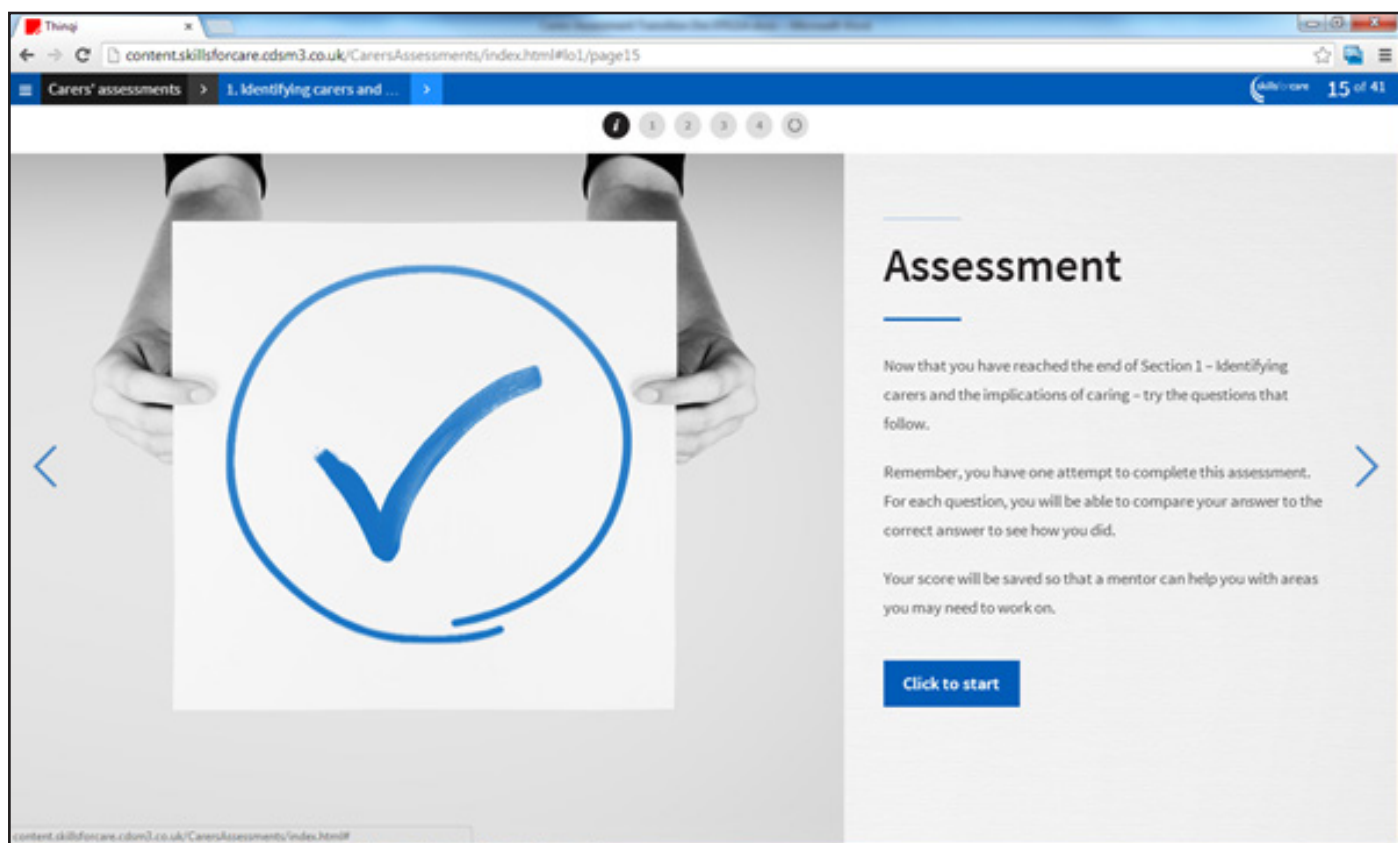 Thinqi
content.skillsforcare.cdsm3.co.uk/CarersAssessments/index.html#lo1/page15
Carers' assessments > 1. Identifying carers and ... >
skills for care 15 of 41
i 1 2 3 4
Assessment
Now that you have reached the end of Section 1 – Identifying
carers and the implications of caring – try the questions that
follow.
Remember, you have one attempt to complete this assessment.
For each question, you will be able to compare your answer to the
correct answer to see how you did.
Your score will be saved so that a mentor can help you with areas
you may need to work on.
Click to start
content.skillsforcare.cdsm3.co.uk/CarersAssessments/index.html#